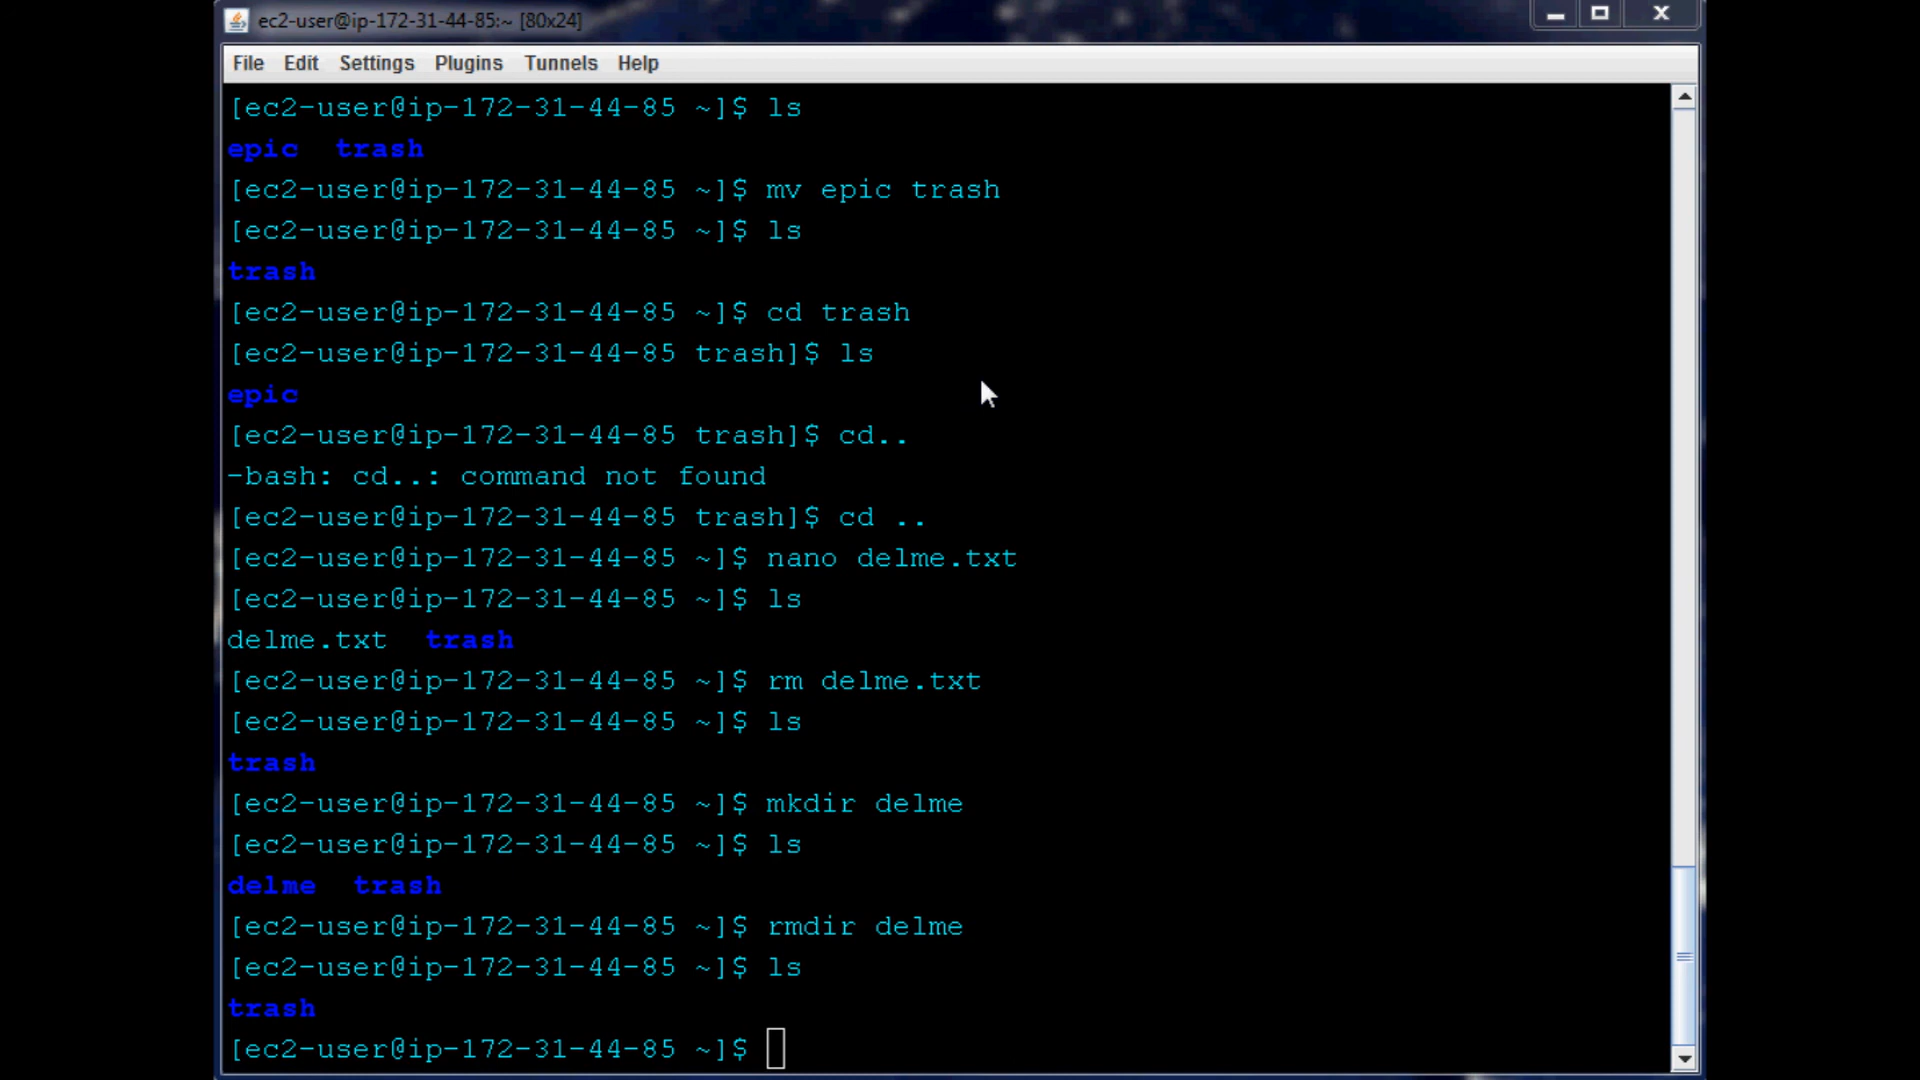 ec2-user@ip-172-31-44-85:~ [80x24]
File Edit Settings Plugins Tunnels Help
[ec2-user@ip-172-31-44-85 ~]$ ls
epic trash
[ec2-user@ip-172-31-44-85 ~]$ mv epic trash
[ec2-user@ip-172-31-44-85 ~]$ ls
trash
[ec2-user@ip-172-31-44-85 ~]$ cd trash
[ec2-user@ip-172-31-44-85 trash]$ ls
epic
[ec2-user@ip-172-31-44-85 trash]$ cd..
-bash: cd..: command not found
[ec2-user@ip-172-31-44-85 trash]$ cd ..
[ec2-user@ip-172-31-44-85 ~]$ nano delme.txt
[ec2-user@ip-172-31-44-85 ~]$ ls
delme.txt trash
[ec2-user@ip-172-31-44-85 ~]$ rm delme.txt
[ec2-user@ip-172-31-44-85 ~]$ ls
trash
[ec2-user@ip-172-31-44-85 ~]$ mkdir delme
[ec2-user@ip-172-31-44-85 ~]$ ls
delme trash
[ec2-user@ip-172-31-44-85 ~]$ rmdir delme
[ec2-user@ip-172-31-44-85 ~]$ ls
trash
[ec2-user@ip-172-31-44-85 ~]$